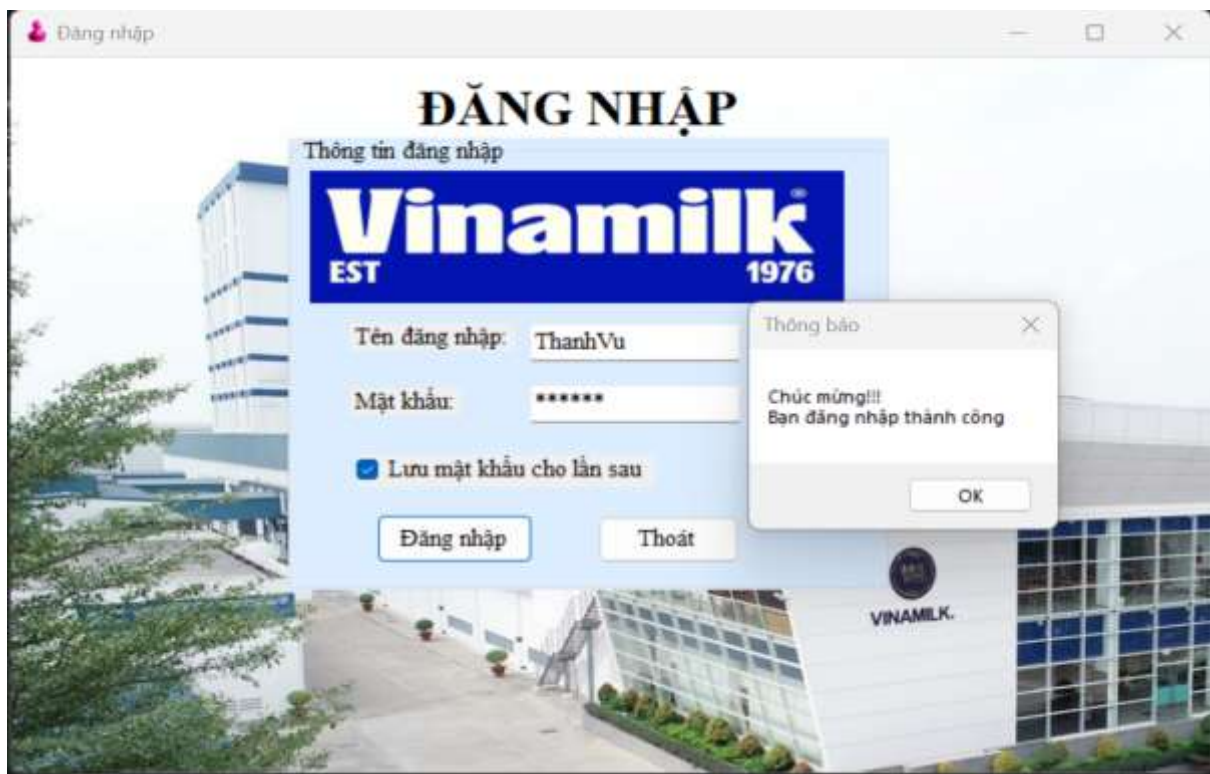 Đăng nhập
ĐĂNG NHẬP
Thông tin đăng nhập
Vinamilk®
EST 1976
Tên đăng nhập: ThanhVu
Mật khẩu: ******
Lưu mật khẩu cho lần sau
Đăng nhập Thoát
Thông báo
Chúc mừng!!!
Bạn đăng nhập thành công
OK
VINAMILK.